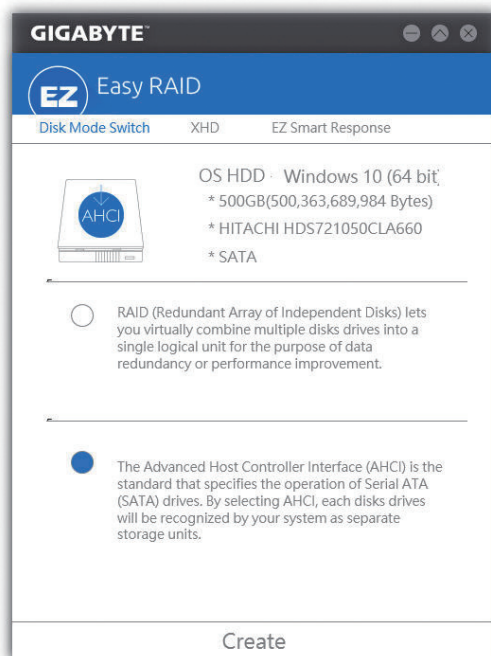 GIGABYTE™
EZ Easy RAID
Disk Mode Switch XHD EZ Smart Response
OS HDD · Windows 10 (64 bit)
* 500GB(500,363,689,984 Bytes)
AHCI
* HITACHI HDS721050CLA660
* SATA
RAID (Redundant Array of Independent Disks) lets
you virtually combine multiple disks drives into a
single logical unit for the purpose of data
redundancy or performance improvement.
The Advanced Host Controller Interface (AHCI) is the
standard that specifies the operation of Serial ATA
(SATA) drives. By selecting AHCI, each disks drives
will be recognized by your system as separate
storage units.
Create